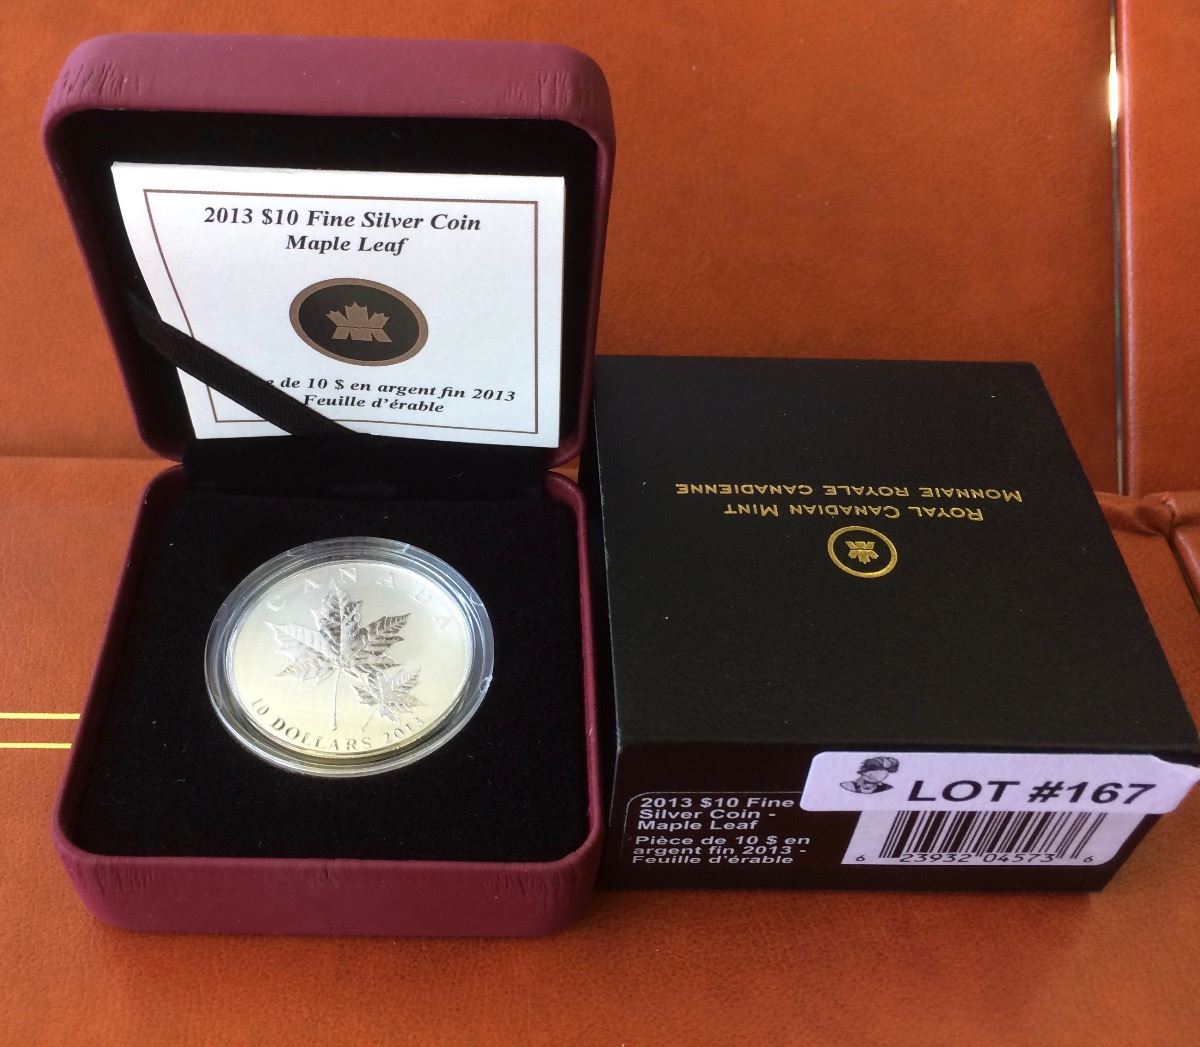 2013 $10 Fine Silver Coin
Maple Leaf
de 10 $ en argent fin 2013
Feuille d'érable
CANADA
10 DOLLARS 2013
ROYAL CANADIAN MINT
MONNAIE ROYALE CANADIENNE
2013 $10 Fine
Silver Coin -
Maple Leaf
Pièce de 10 $ en
argent fin 2013 -
Feuille d'érable
LOT #167
6 23932 04573 6